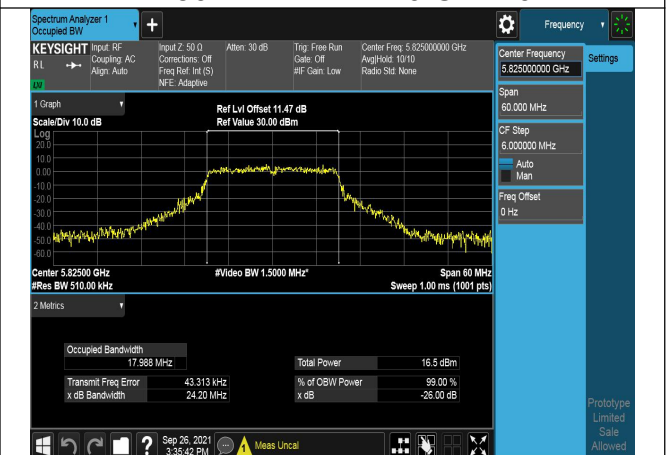 Spectrum Analyzer 1
Occupied BW
Frequency
KEYSIGHT
RL
Input: RF
Coupling: AC
Align: Auto
Input Z: 50 Ω
Corrections: Off
Freq Ref: Int (S)
NFE: Adaptive
Atten: 30 dB
Trig: Free Run
Gate: Off
#IF Gain: Low
Center Freq: 5.825000000 GHz
Avg|Hold: 10/10
Radio Std: None
Center Frequency
5.825000000 GHz
Settings
Span
60.000 MHz
CF Step
6.000000 MHz
Auto
Man
Freq Offset
0 Hz
1 Graph
Scale/Div 10.0 dB
Ref Lvl Offset 11.47 dB
Ref Value 30.00 dBm
Log
20.0
10.0
0.00
-10.0
-20.0
-30.0
-40.0
-50.0
-60.0
Center 5.82500 GHz
#Video BW 1.5000 MHz*
Span 60 MHz
#Res BW 510.00 kHz
Sweep 1.00 ms (1001 pts)
2 Metrics
Occupied Bandwidth
17.988 MHz
Total Power 16.5 dBm
Transmit Freq Error 43.313 kHz
% of OBW Power 99.00 %
x dB Bandwidth 24.20 MHz
x dB -26.00 dB
Prototype
Limited
Sale
Allowed
Sep 26, 2021
3:35:42 PM
Meas Uncal